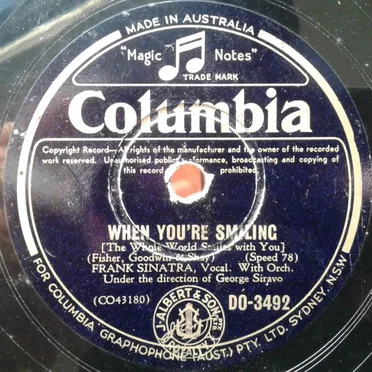 MADE IN AUSTRALIA
"Magic Notes"
TRADE MARK
Columbia
Copyright Record—All rights of the manufacturer and the owner of the recorded
work reserved. Unauthorised public performance, broadcasting and copying of
this record prohibited.
WHEN YOU'RE SMILING
[The Whole World Smiles with You]
(Fisher, Goodwin & Shay) (Speed 78)
FRANK SINATRA, Vocal. With Orch.
Under the direction of George Siravo
(CO43180) DO-3492
J. ALBERT & SON
FOR COLUMBIA GRAPHOPHONE (AUST.) PTY. LTD. SYDNEY, N.S.W.